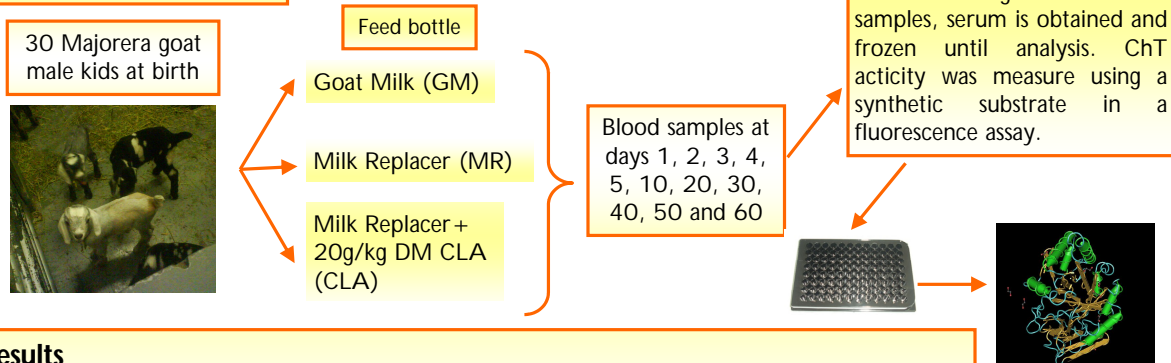 30 Majorera goat
male kids at birth
Feed bottle
Goat Milk (GM)
Milk Replacer (MR)
Milk Replacer+
20g/kg DM CLA
(CLA)
Blood samples at
days 1, 2, 3, 4,
5, 10, 20, 30,
40, 50 and 60
samples, serum is obtained and
frozen until analysis. ChT
acticity was measure using a
synthetic substrate in a
fluorescence assay.
esults